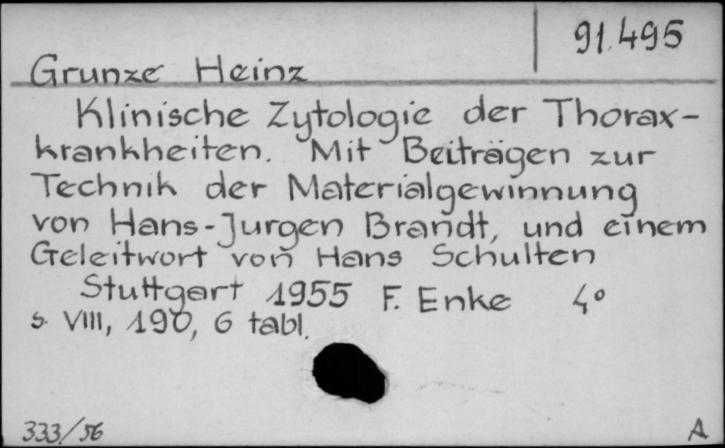 91.495
Grunze Heinz
Klinische Zytologie der Thorax-
krankheiten. Mit Beiträgen zur
Technik der Materialgewinnung
von Hans-Jurgen Brandt, und einem
Geleitwort von Hans Schulten
Stuttgart 1955 F. Enke 4°
s. VIII, 190, 6 tabl.
333/56 A